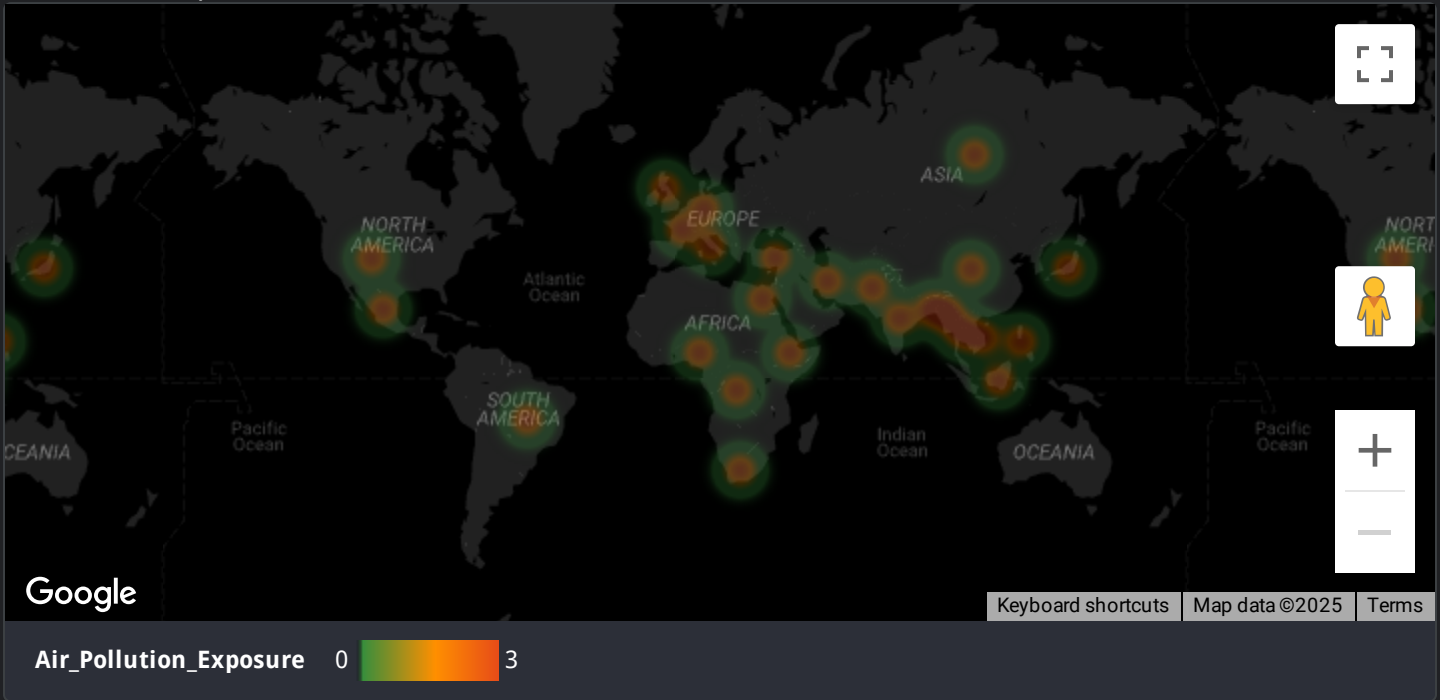 ASIA
NORTH
AMERICA
EUROPE
NORT
AMERI
Atlantic
Ocean
AFRICA
SOUTH
AMERICA
Pacific
Ocean
Indian
Ocean
Pacific
Ocean
CEANIA
OCEANIA
Google
Keyboard shortcuts
Map data ©2025
Terms
Air_Pollution_Exposure
0
3